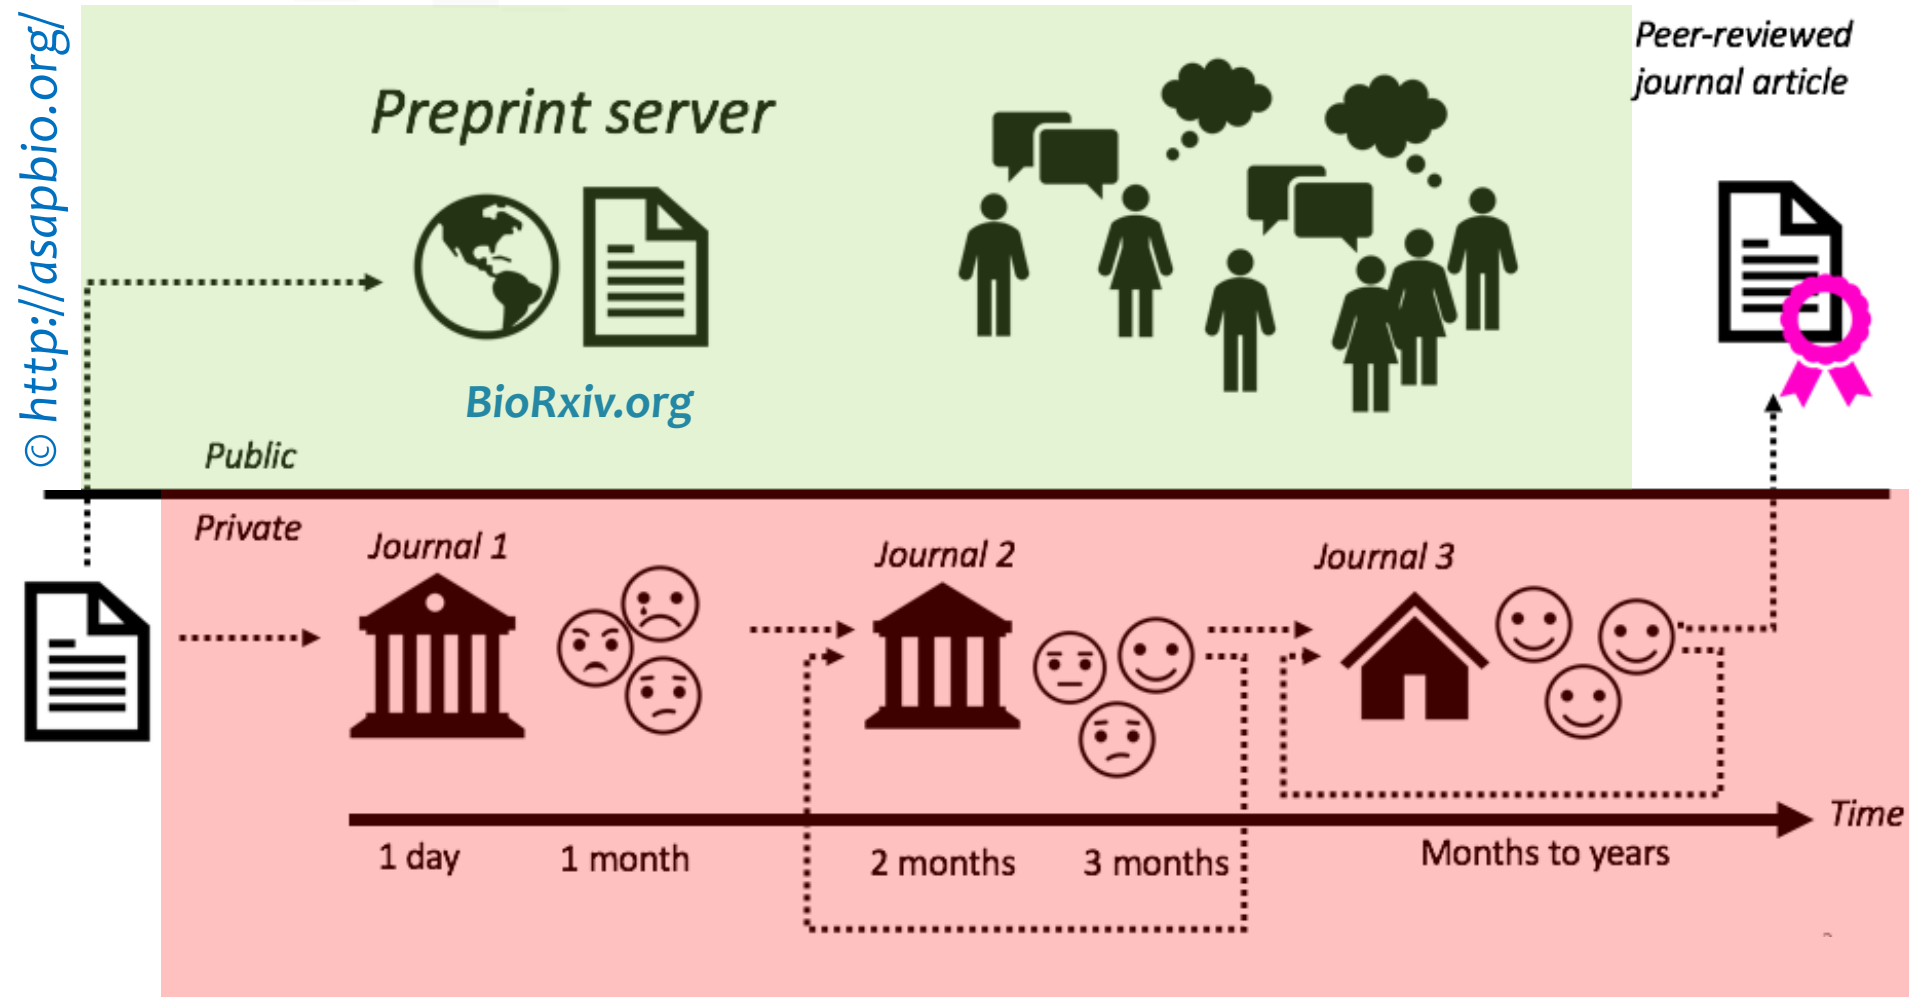 © http://asapbio.org/
Preprint server
BioRxiv.org
Peer-reviewed
journal article
Public
Private
Journal 1
Journal 2
Journal 3
Time
1 day
1 month
2 months
3 months
Months to years